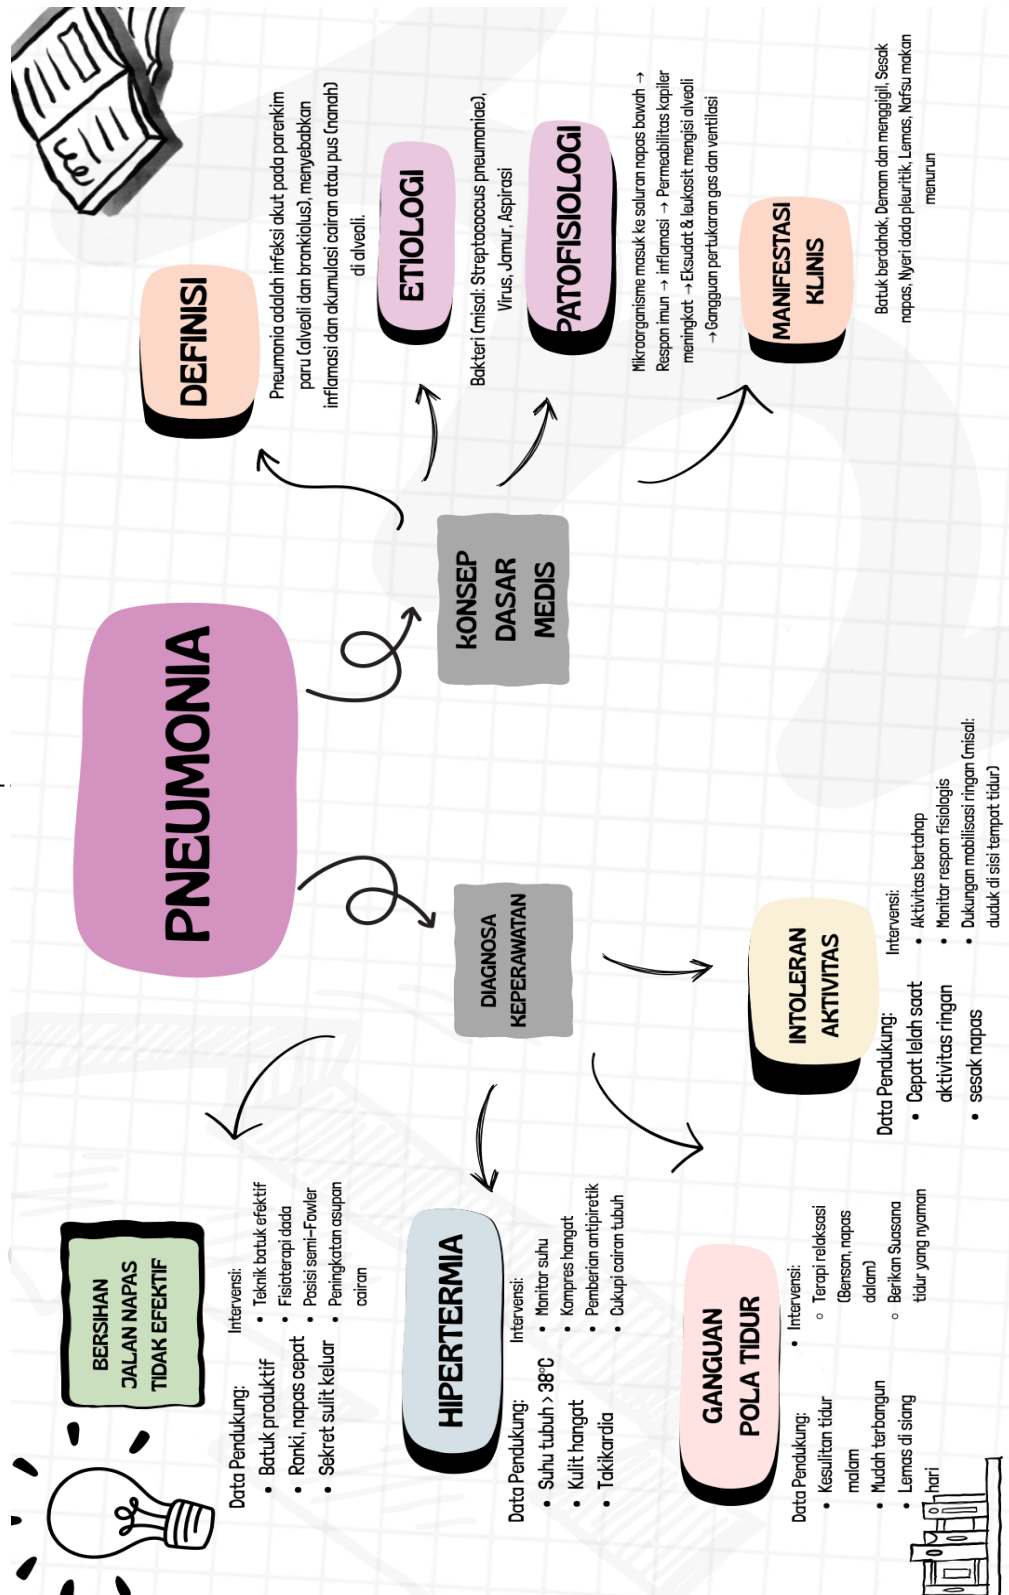 PNEUMONIA
KONSEP
DASAR
MEDIS
DEFINISI
Pneumonia adalah infeksi akut pada parenkim
paru (alveoli dan bronkiolus), menyebabkan
inflamasi dan akumulasi cairan atau pus (nanah)
di alveoli.
ETIOLOGI
Bakteri (misal: Streptococcus pneumoniae),
Virus, Jamur, Aspirasi
PATOFISIOLOGI
Mikroorganisme masuk ke saluran napas bawah →
Respon imun → inflamasi → Permeabilitas kapiler
meningkat → Eksudat & leukosit mengisi alveoli
→ Gangguan pertukaran gas dan ventilasi
MANIFESTASI
KLINIS
Batuk berdahak, Demam dan menggigil, Sesak
napas, Nyeri dada pleuritik, Lemas, Nafsu makan
menurun
DIAGNOSA
KEPERAWATAN
BERSIHAN
JALAN NAPAS
TIDAK EFEKTIF
Data Pendukung:
• Batuk produktif
• Ronki, napas cepat
• Sekret sulit keluar
Intervensi:
• Teknik batuk efektif
• Fisioterapi dada
• Posisi semi-Fowler
• Peningkatan asupan
cairan
HIPERTERMIA
Data Pendukung:
• Suhu tubuh > 38°C
• Kulit hangat
• Takikardia
Intervensi:
• Monitor suhu
• Kompres hangat
• Pemberian antipiretik
• Cukupi cairan tubuh
GANGUAN
POLA TIDUR
Data Pendukung:
• Kesulitan tidur
malam
• Mudah terbangun
• Lemas di siang
hari
• Intervensi:
○ Terapi relaksasi
(Benson, napas
dalam)
○ Berikan Suasana
tidur yang nyaman
INTOLERAN
AKTIVITAS
Data Pendukung:
• Cepat lelah saat
aktivitas ringan
• sesak napas
Intervensi:
• Aktivitas bertahap
• Monitor respon fisiologis
• Dukungan mobilisasi ringan (misal:
duduk di sisi tempat tidur)